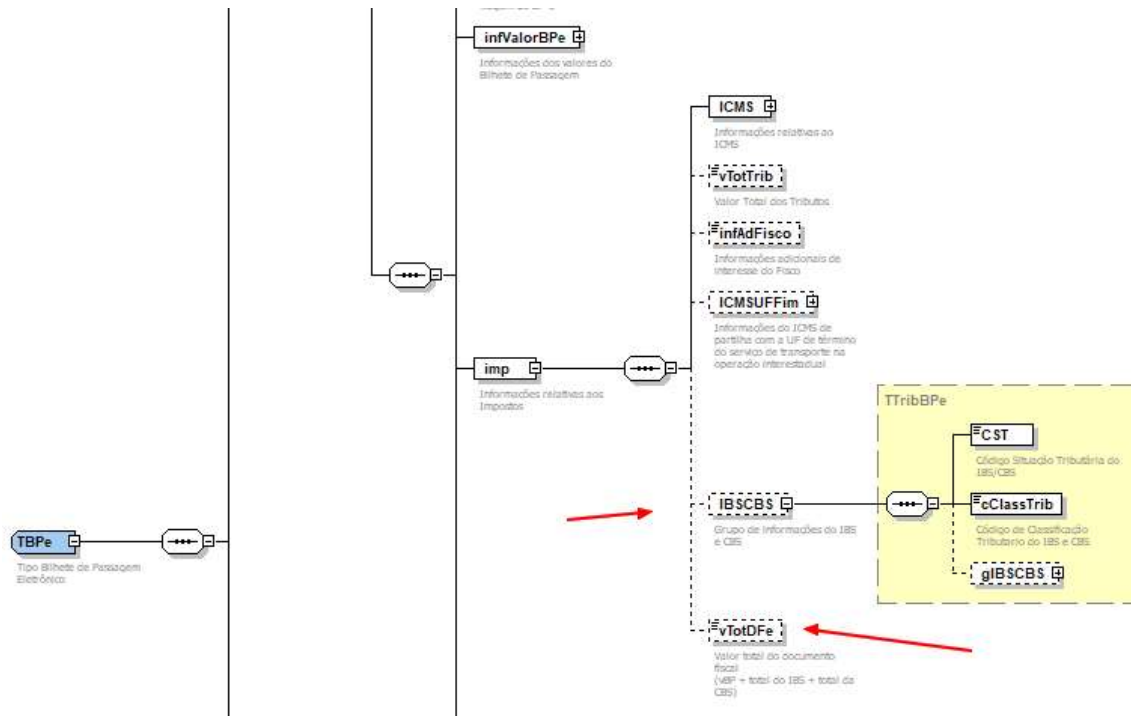 infValorBPe
Informações dos valores do
Bilhete de Passagem
ICMS
Informações relativas ao
ICMS
vTotTrib
Valor Total dos Tributos
infAdFisco
Informações adicionais de
interesse do Fisco
ICMSUFFim
Informações do ICMS de
partilha com a UF de término
do serviço de transporte na
operação interestadual
imp
Informações relativas aos
Impostos
TTribBPe
CST
Código Situação Tributária do
IBS/CBS
IBSCBS
Grupo de Informações do IBS
e CBS
cClassTrib
Código de Classificação
Tributario do IBS e CBS
gIBSCBS
TBPe
Tipo Bilhete de Passagem
Eletrônico
vTotDFe
Valor total do documento
fiscal
(vBP + total do IBS + total da
CBS)